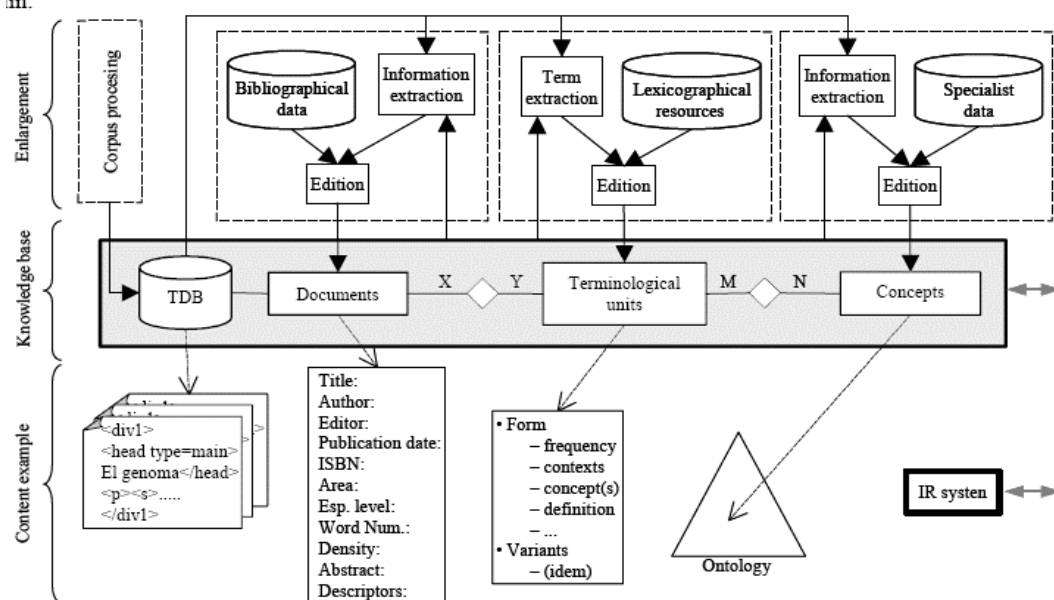 Enlargement
Corpus procesing
Bibliographical
data
Information
extraction
Edition
Term
extraction
Lexicographical
resources
Edition
Information
extraction
Specialist
data
Edition
Knowledge base
TDB
Documents
X
Y
Terminological
units
M
N
Concepts
Content example
<div1>
<head type=main>
El genoma</head>
<p><s>.....
</div1>
Title:
Author:
Editor:
Publication date:
ISBN:
Area:
Esp. level:
Word Num.:
Density:
Abstract:
Descriptors:
• Form
– frequency
– contexts
– concept(s)
– definition
– ...
• Variants
– (idem)
Ontology
IR systen